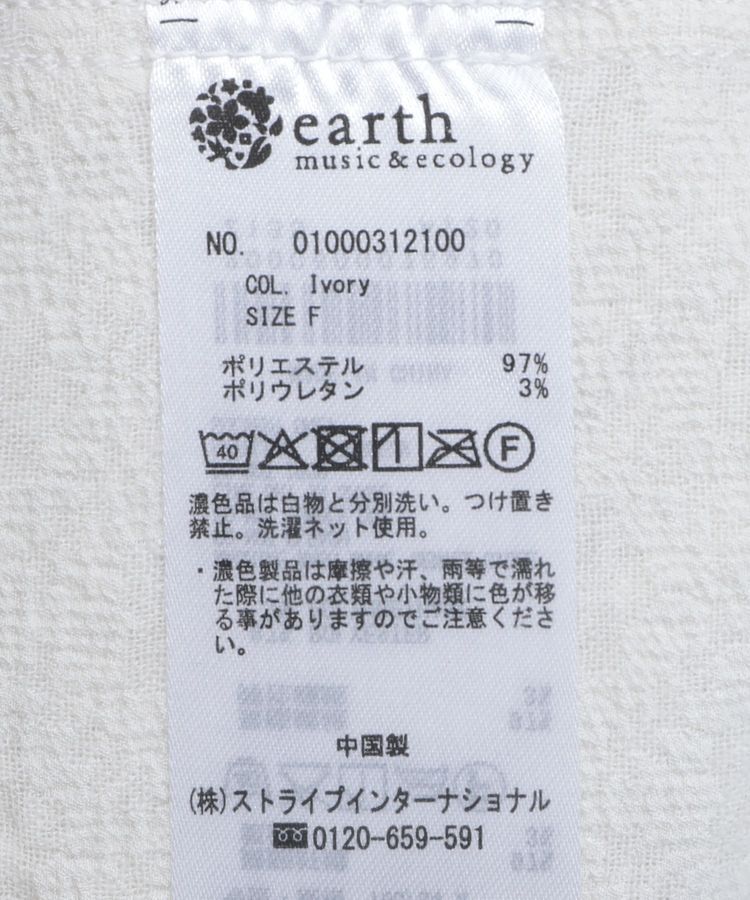 earth
music & ecology
NO. 01000312100
COL. Ivory
SIZE F
ポリエステル 97%
ポリウレタン 3%
40 F
濃色品は白物と分別洗い。つけ置き
禁止。洗濯ネット使用。
・濃色製品は摩擦や汗、雨等で濡れ
た際に他の衣類や小物類に色が移
る事がありますのでご注意くださ
い。
中国製
(株)ストライプインターナショナル
0120-659-591